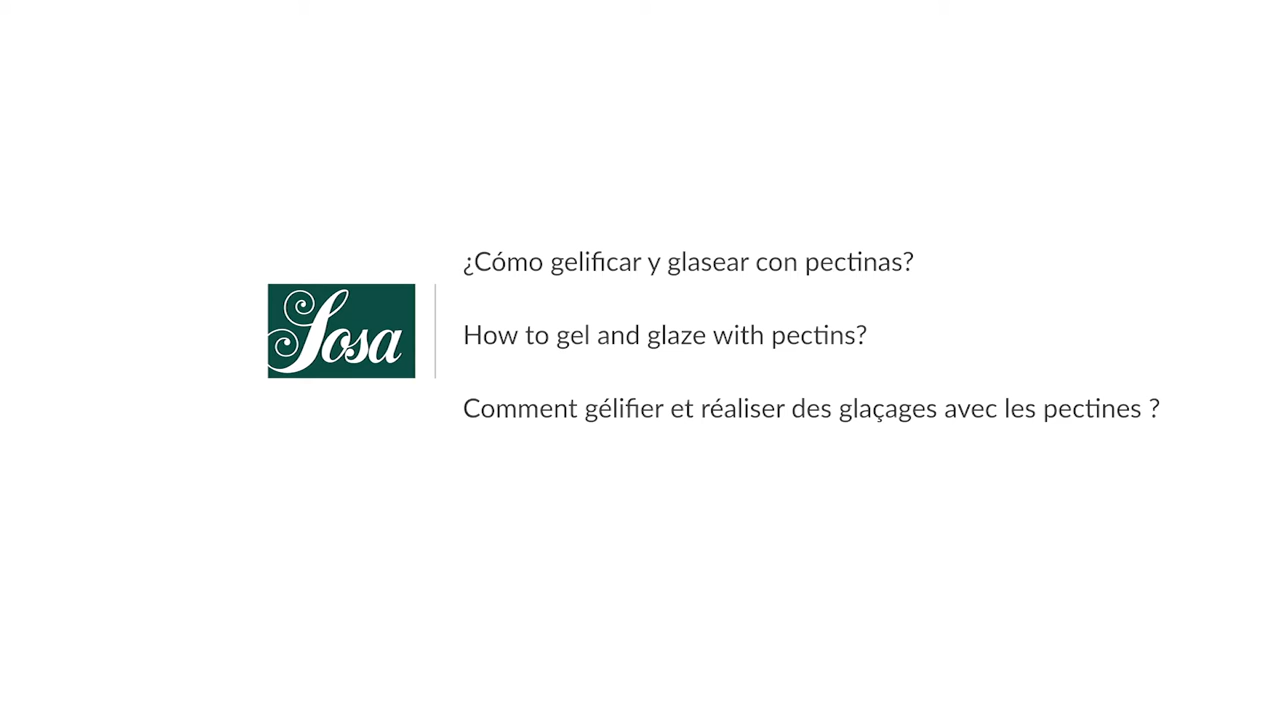 Sosa
¿Cómo gelificar y glasear con pectinas?
How to gel and glaze with pectins?
Comment gélifier et réaliser des glaçages avec les pectines ?